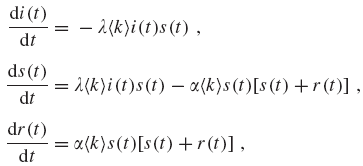 di(t)/dt = − λ⟨k⟩i(t)s(t) ,
ds(t)/dt = λ⟨k⟩i(t)s(t) − α⟨k⟩s(t)[s(t) + r(t)] ,
dr(t)/dt = α⟨k⟩s(t)[s(t) + r(t)] ,